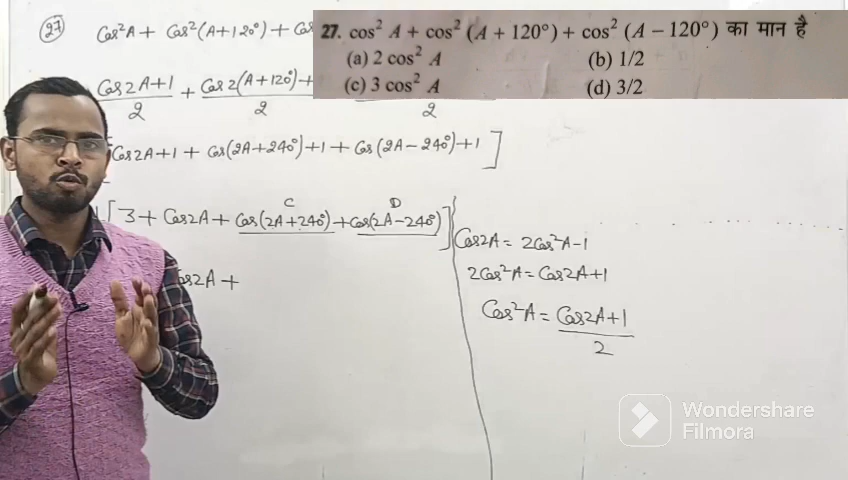 27. cos² A + cos² (A + 120°) + cos² (A − 120°) का मान है
(a) 2 cos² A (b) 1/2
(c) 3 cos² A (d) 3/2
(27) Cos²A + Cos²(A+120°) + Cos
Cos2A+1/2 + Cos2(A+120°)+ /2 /2
Cos2A+1 + Cos(2A+240°)+1 + Cos(2A-240°)+1 ]
C D
[ 3 + Cos2A + Cos(2A+240°) + Cos(2A-240°) ]
Cos2A +
Cos2A = 2Cos²A-1
2Cos²A = Cos2A+1
Cos²A = Cos2A+1/2
Wondershare
Filmora